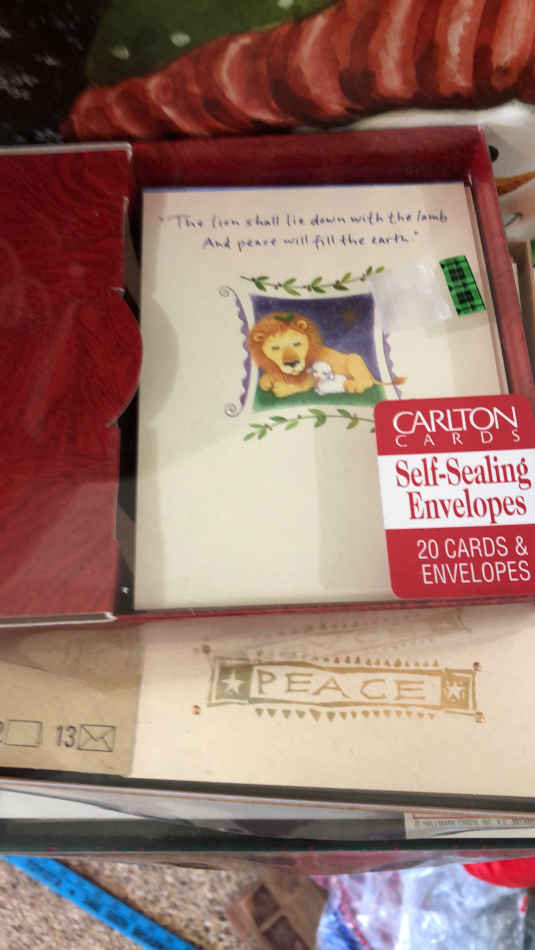 "The lion shall lie down with the lamb
And peace will fill the earth."
CARLTON
CARDS
Self-Sealing
Envelopes
20 CARDS &
ENVELOPES
PEACE
13